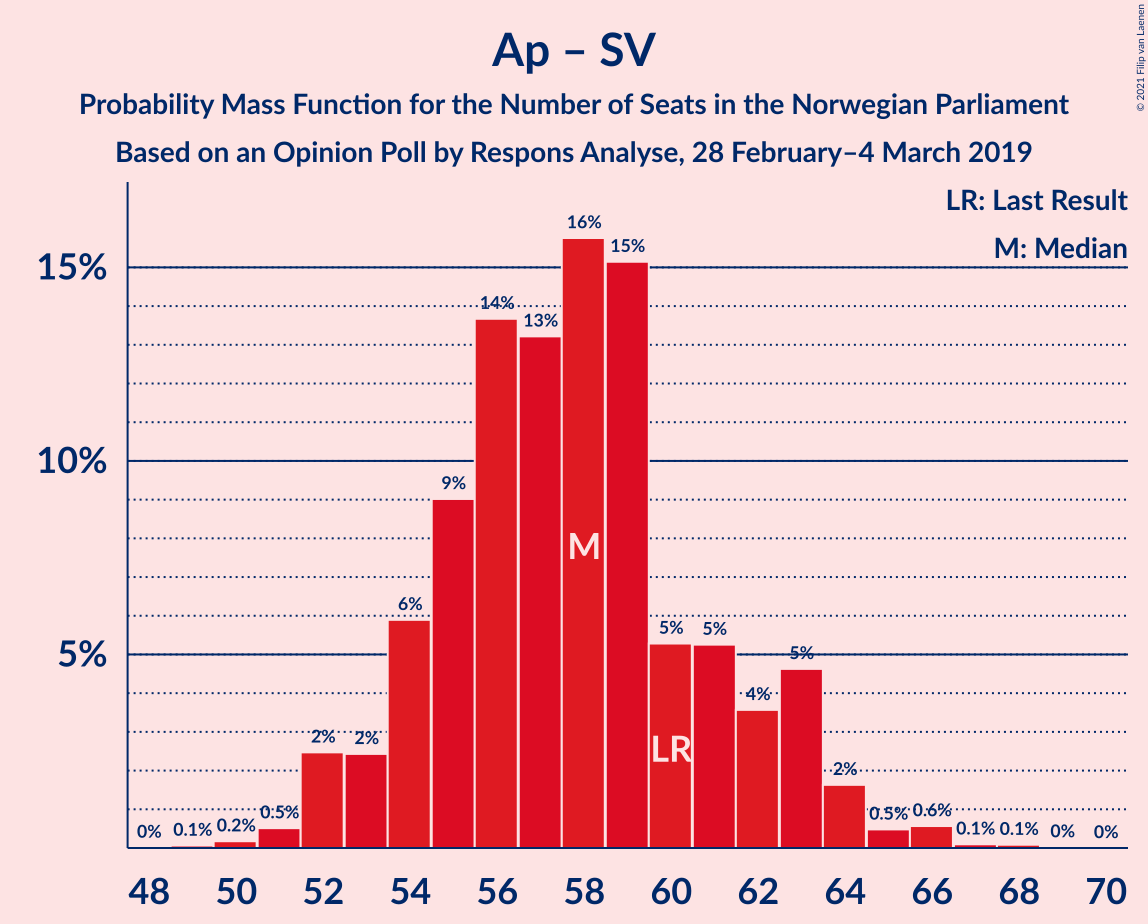 Ap – SV
Probability Mass Function for the Number of Seats in the Norwegian Parliament
Based on an Opinion Poll by Respons Analyse, 28 February–4 March 2019
© 2021 Filip van Laenen
LR: Last Result
M: Median
15%
10%
5%
0% 0.1% 0.2% 0.5% 2% 2% 6% 9% 14% 13% 16% 15% 5% 5% 4% 5% 2% 0.5% 0.6% 0.1% 0.1% 0% 0%
M
LR
48 50 52 54 56 58 60 62 64 66 68 70